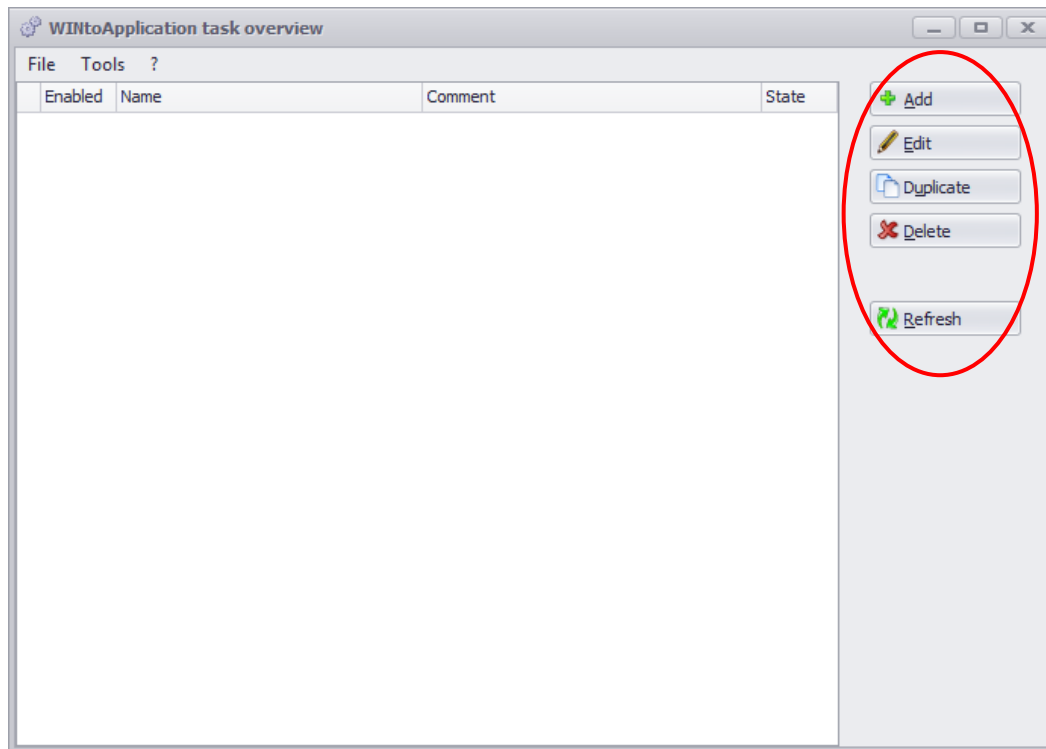 WINtoApplication task overview
File Tools ?
Enabled Name Comment State
Add
Edit
Duplicate
Delete
Refresh